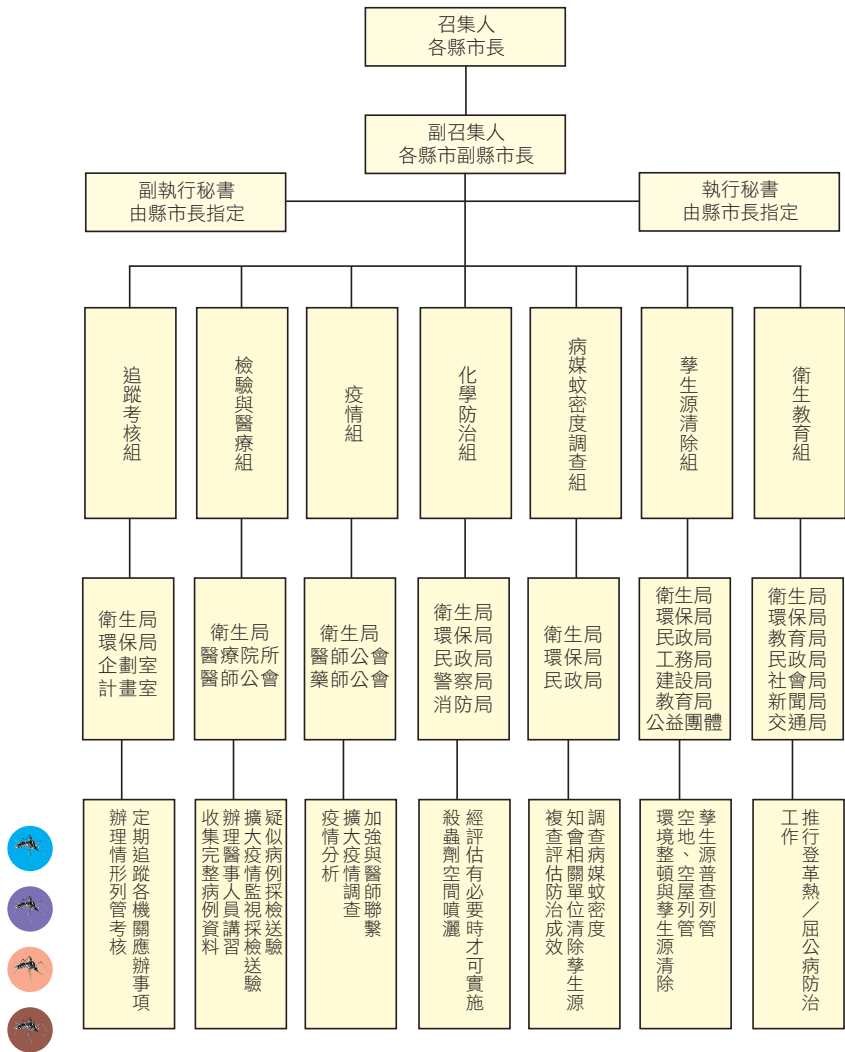 召集人
各縣市長
副召集人
各縣市副縣市長
副執行秘書
由縣市長指定
執行秘書
由縣市長指定
追蹤考核組
檢驗與醫療組
疫情組
化學防治組
病媒蚊密度調查組
孳生源清除組
衛生教育組
衛生局
環保局
企劃室
計畫室
衛生局
醫療院所
醫師公會
衛生局
醫師公會
藥師公會
衛生局
環保局
民政局
警察局
消防局
衛生局
環保局
民政局
衛生局
環保局
民政局
工務局
建設局
教育局
公益團體
衛生局
環保局
教育局
民政局
社會局
新聞局
交通局
定期追蹤各機關應辦事項
辦理情形列管考核
疑似病例採檢送驗
擴大疫情監視採檢送驗
辦理醫事人員講習
收集完整病例資料
加強與醫師聯繫
擴大疫情調查
疫情分析
經評估有必要時才可實施
殺蟲劑空間噴灑
調查病媒蚊密度
知會相關單位清除孳生源
複查評估防治成效
孳生源普查列管
空地、空屋列管
環境整頓與孳生源清除
推行登革熱／屈公病防治
工作